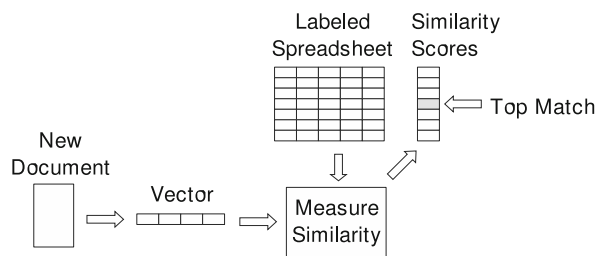 Labeled
Spreadsheet
Similarity
Scores
Top Match
New
Document
Vector
Measure
Similarity